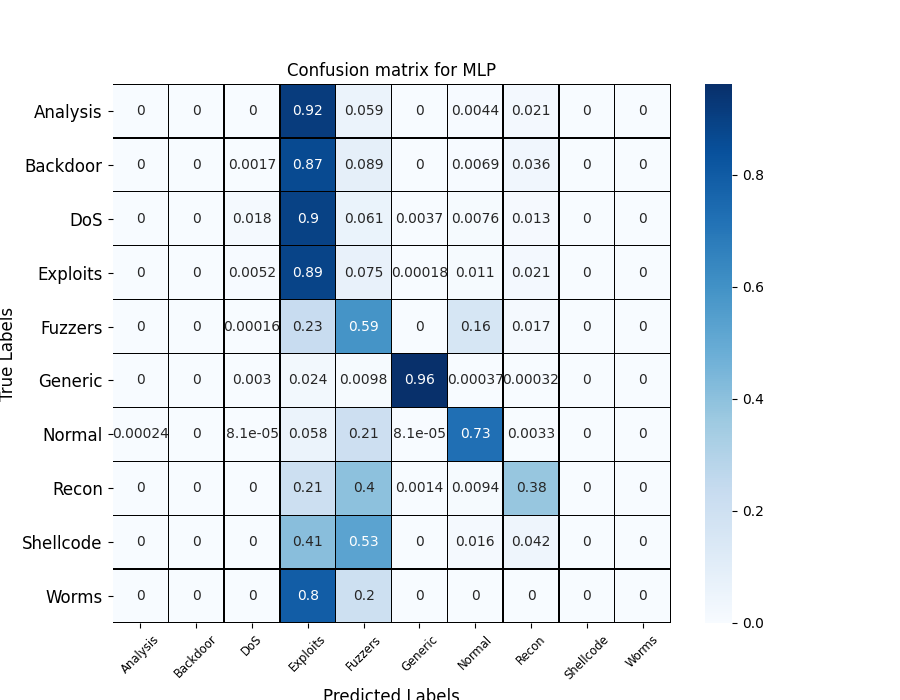 Confusion matrix for MLP
Analysis 0 0 0 0.92 0.059 0 0.0044 0.021 0 0
Backdoor 0 0 0.0017 0.87 0.089 0 0.0069 0.036 0 0
DoS 0 0 0.018 0.9 0.061 0.0037 0.0076 0.013 0 0
Exploits 0 0 0.0052 0.89 0.075 0.00018 0.011 0.021 0 0
Fuzzers 0 0 0.00016 0.23 0.59 0 0.16 0.017 0 0
Generic 0 0 0.003 0.024 0.0098 0.96 0.00037 0.00032 0 0
Normal 0.00024 0 8.1e-05 0.058 0.21 8.1e-05 0.73 0.0033 0 0
Recon 0 0 0 0.21 0.4 0.0014 0.0094 0.38 0 0
Shellcode 0 0 0 0.41 0.53 0 0.016 0.042 0 0
Worms 0 0 0 0.8 0.2 0 0 0 0 0
Analysis Backdoor DoS Exploits Fuzzers Generic Normal Recon Shellcode Worms
Predicted Labels
True Labels
0.8
0.6
0.4
0.2
0.0